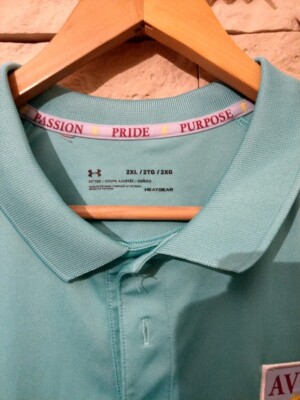 PASSION PRIDE PURPOSE
2XL / 2TG / 2XG
HEATGEAR
AV